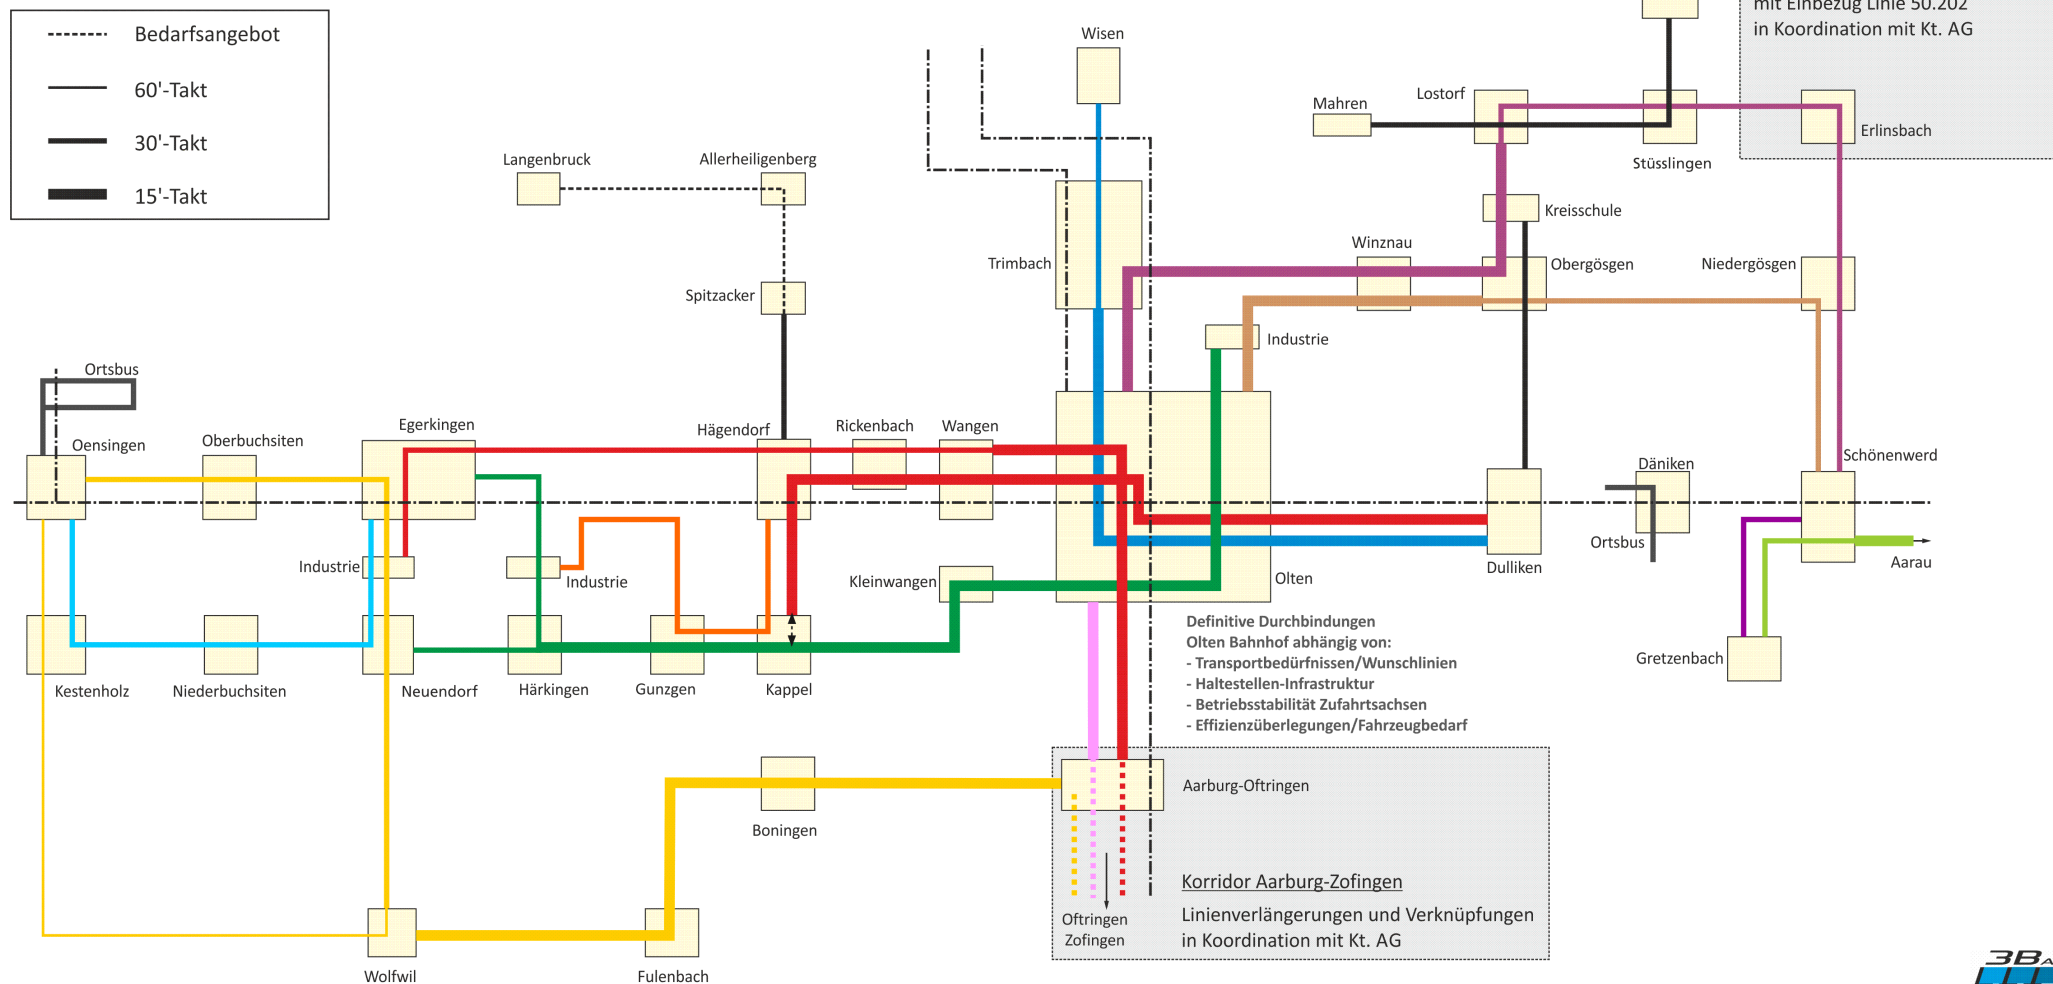 mit Einbezug Linie 50.202
in Koordination mit Kt. AG
Bedarfsangebot
60'-Takt
30'-Takt
15'-Takt
Wisen
Mahren
Lostorf
Erlinsbach
Stüsslingen
Langenbruck
Allerheiligenberg
Kreisschule
Trimbach
Winznau
Obergösgen
Niedergösgen
Spitzacker
Industrie
Ortsbus
Oensingen
Oberbuchsiten
Egerkingen
Hägendorf
Rickenbach
Wangen
Däniken
Schönenwerd
Industrie
Industrie
Kleinwangen
Olten
Dulliken
Ortsbus
Aarau
Definitive Durchbindungen
Olten Bahnhof abhängig von:
- Transportbedürfnissen/Wunschlinien
- Haltestellen-Infrastruktur
- Betriebsstabilität Zufahrtsachsen
- Effizienzüberlegungen/Fahrzeugbedarf
Gretzenbach
Kestenholz
Niederbuchsiten
Neuendorf
Härkingen
Gunzgen
Kappel
Aarburg-Oftringen
Boningen
Korridor Aarburg-Zofingen
Linienverlängerungen und Verknüpfungen
in Koordination mit Kt. AG
Oftringen
Zofingen
Wolfwil
Fulenbach
3B